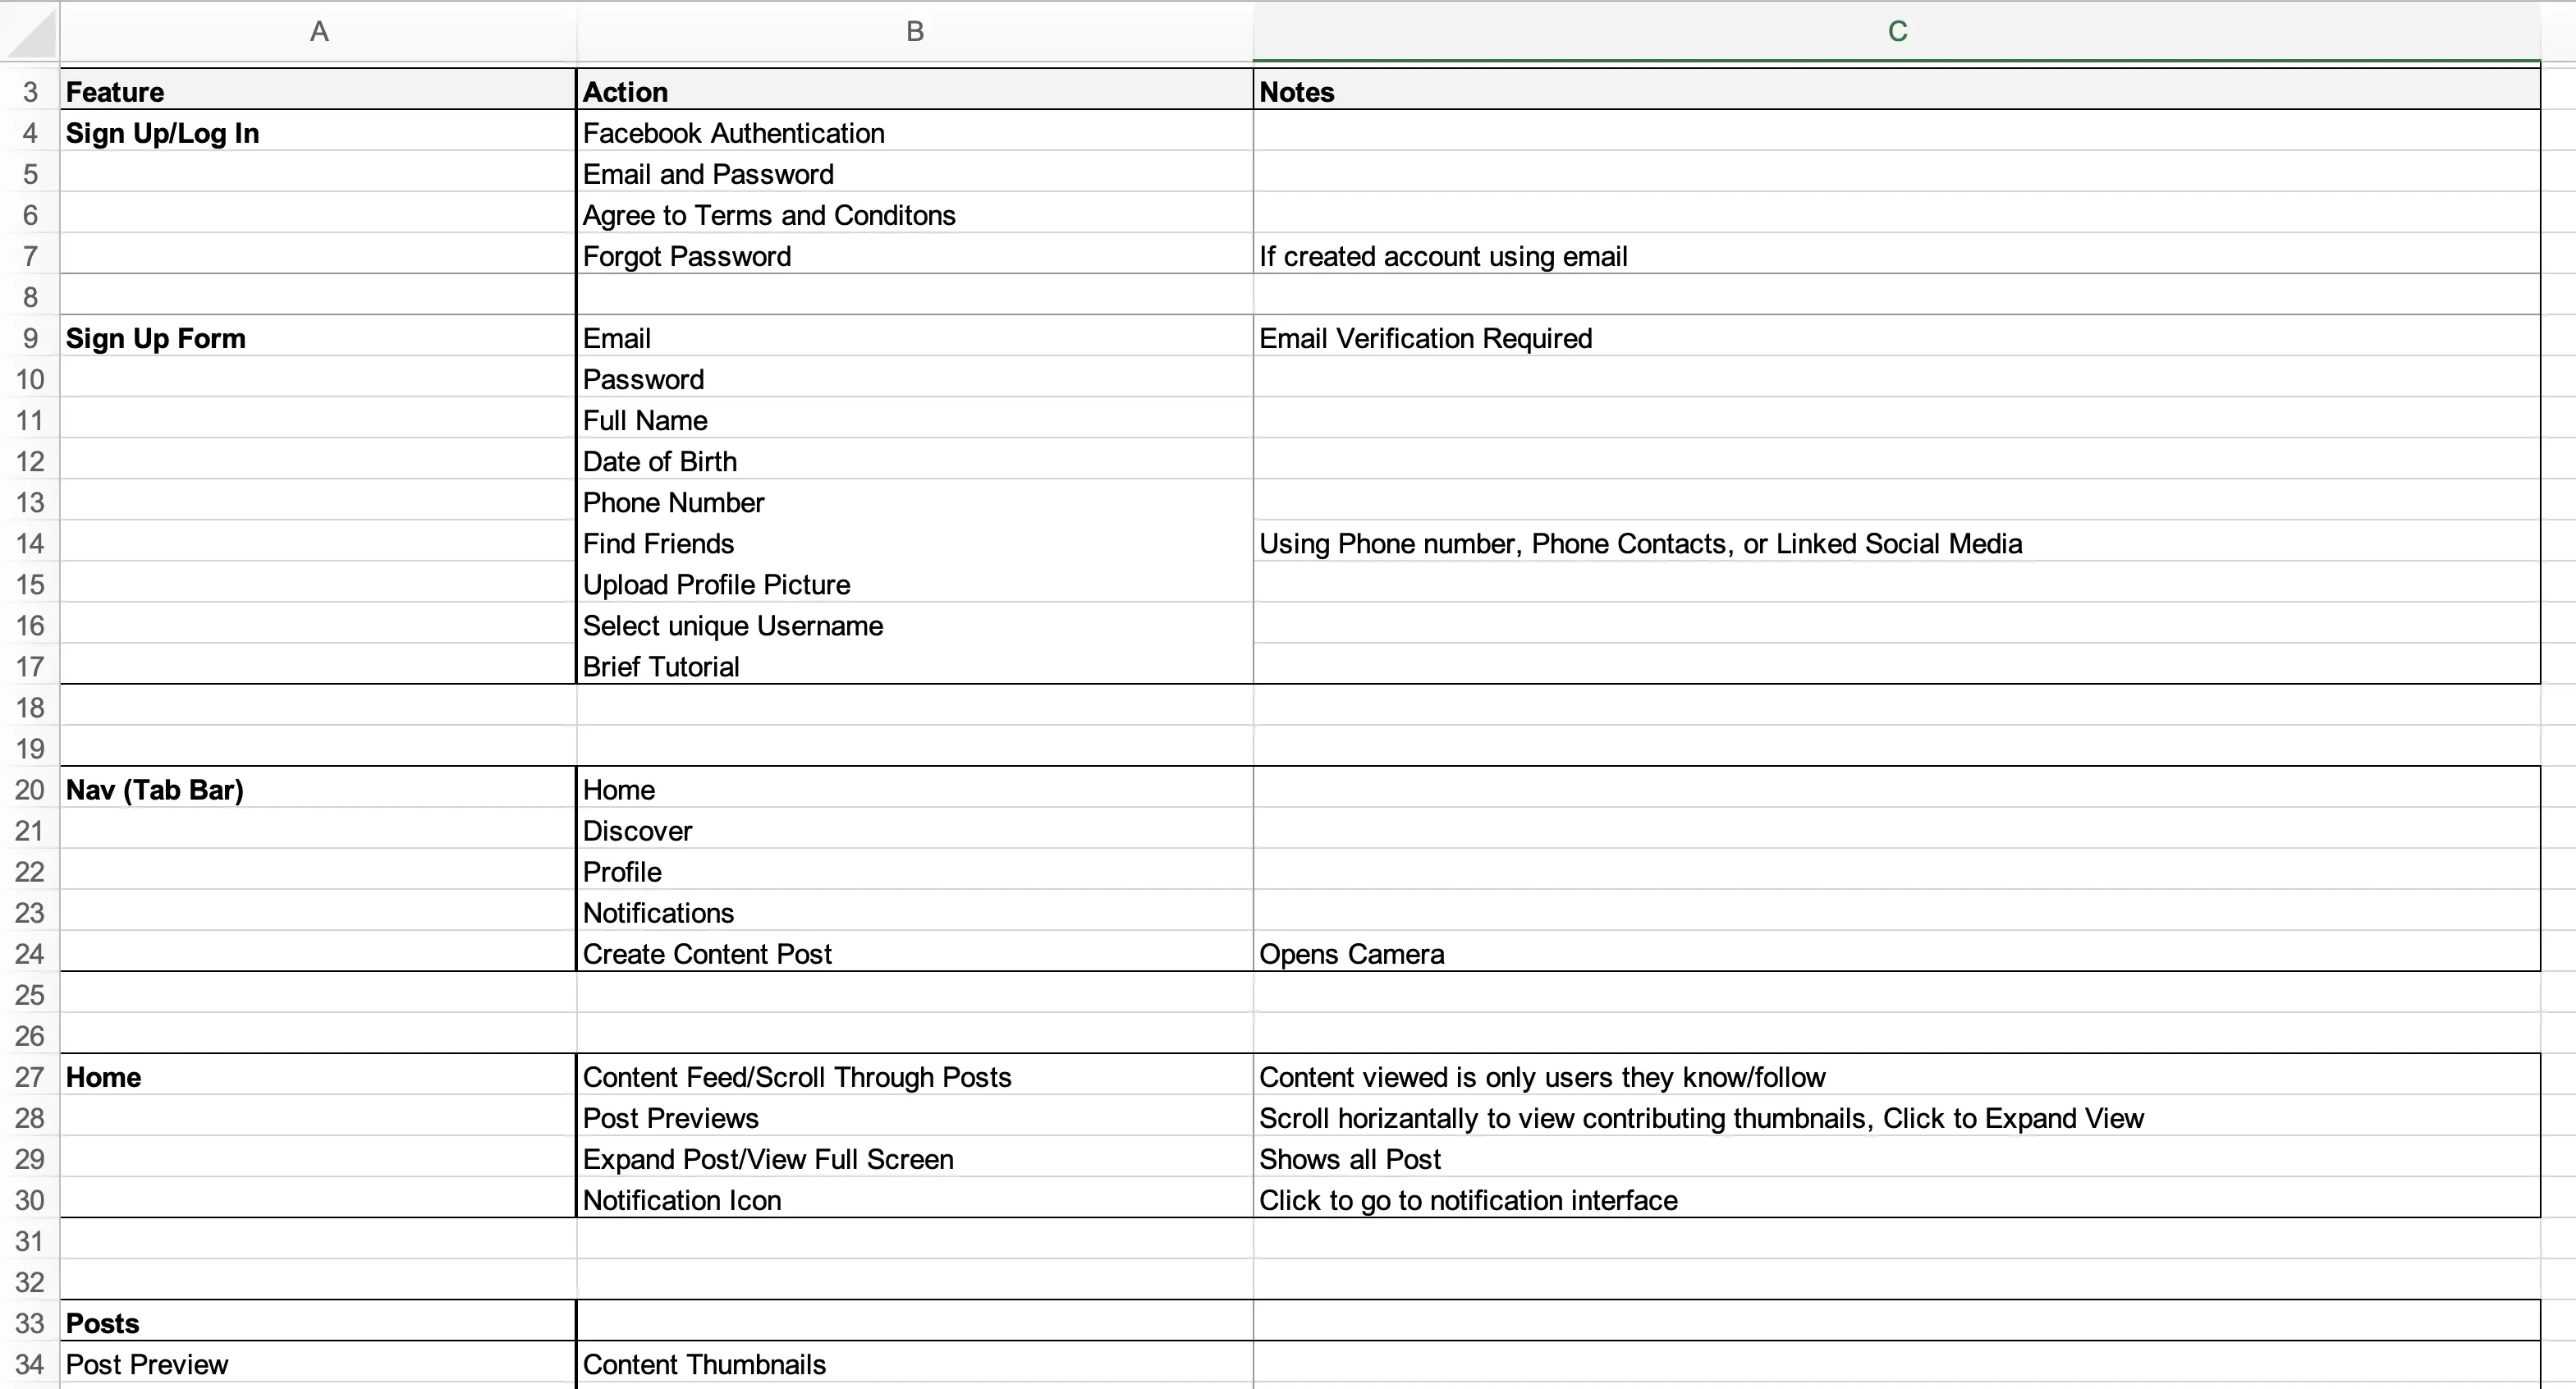 A B C
3 Feature Action Notes
4 Sign Up/Log In Facebook Authentication
5 Email and Password
6 Agree to Terms and Conditons
7 Forgot Password If created account using email
8
9 Sign Up Form Email Email Verification Required
10 Password
11 Full Name
12 Date of Birth
13 Phone Number
14 Find Friends Using Phone number, Phone Contacts, or Linked Social Media
15 Upload Profile Picture
16 Select unique Username
17 Brief Tutorial
18
19
20 Nav (Tab Bar) Home
21 Discover
22 Profile
23 Notifications
24 Create Content Post Opens Camera
25
26
27 Home Content Feed/Scroll Through Posts Content viewed is only users they know/follow
28 Post Previews Scroll horizantally to view contributing thumbnails, Click to Expand View
29 Expand Post/View Full Screen Shows all Post
30 Notification Icon Click to go to notification interface
31
32
33 Posts
34 Post Preview Content Thumbnails